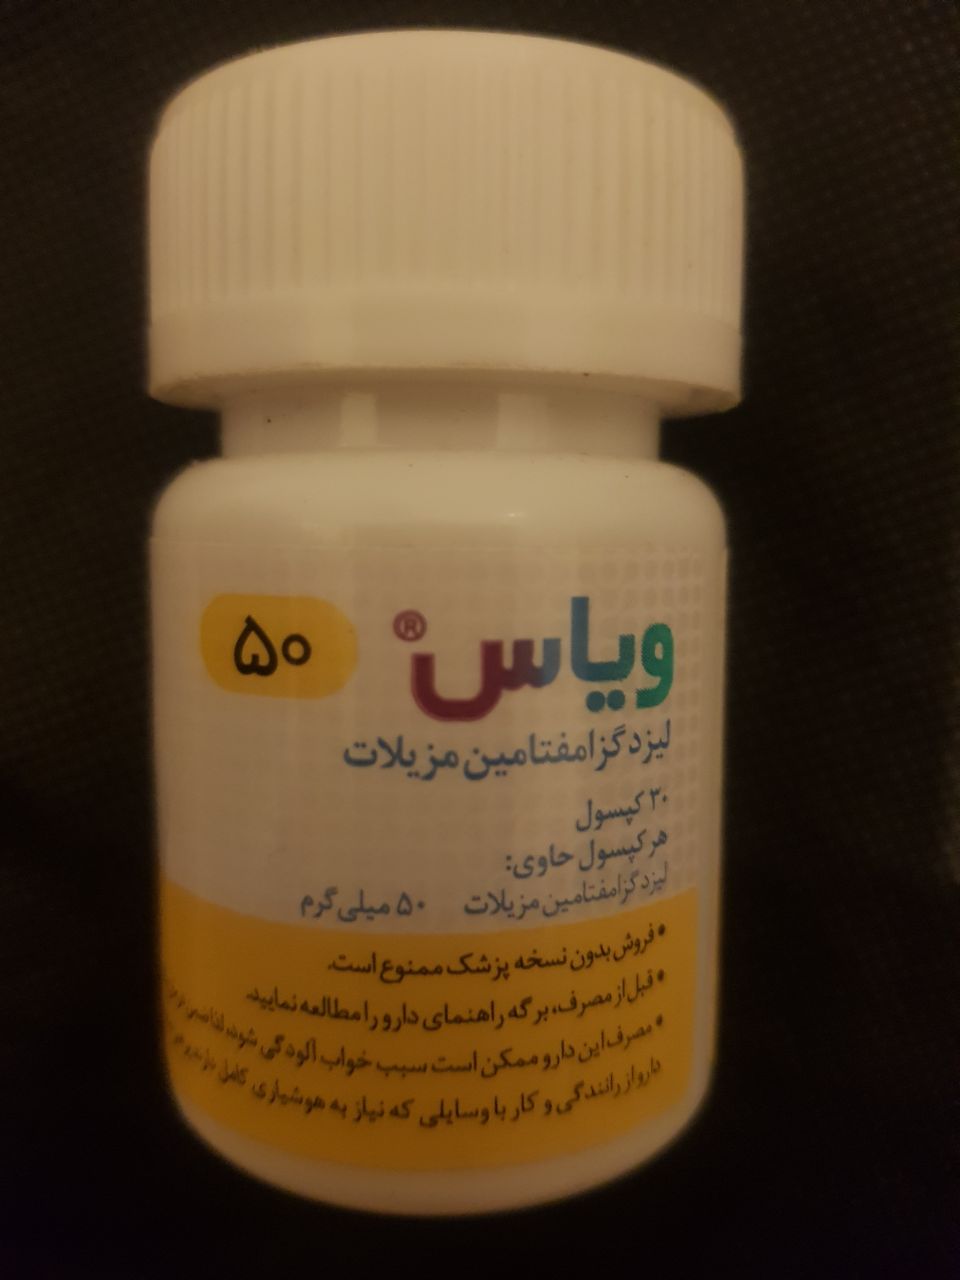 ویاس®
۵۰
لیزدگزامفتامین مزیلات
۳۰ کپسول
هر کپسول حاوی:
لیزدگزامفتامین مزیلات ۵۰ میلی‌گرم
• فروش بدون نسخه پزشک ممنوع است.
• قبل از مصرف، برگه راهنمای دارو را مطالعه نمایید.
• مصرف این دارو ممکن است سبب خواب آلودگی شود، لذا
دارو از رانندگی و کار با وسایلی که نیاز به هوشیاری کامل دارند